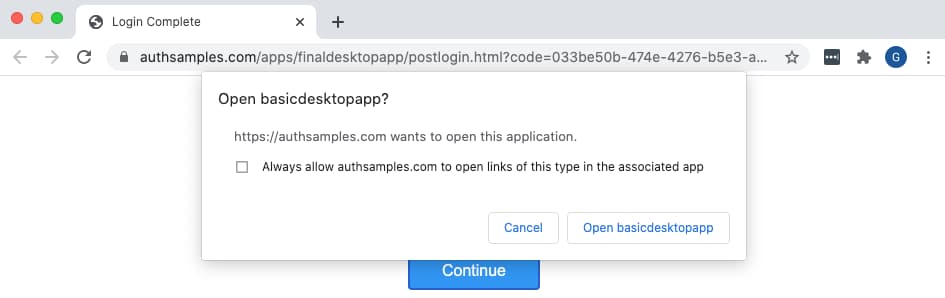 Login Complete
authsamples.com/apps/finaldesktopapp/postlogin.html?code=033be50b-474e-4276-b5e3-a...
G
Open basicdesktopapp?
https://authsamples.com wants to open this application.
Always allow authsamples.com to open links of this type in the associated app
Cancel
Open basicdesktopapp
Continue